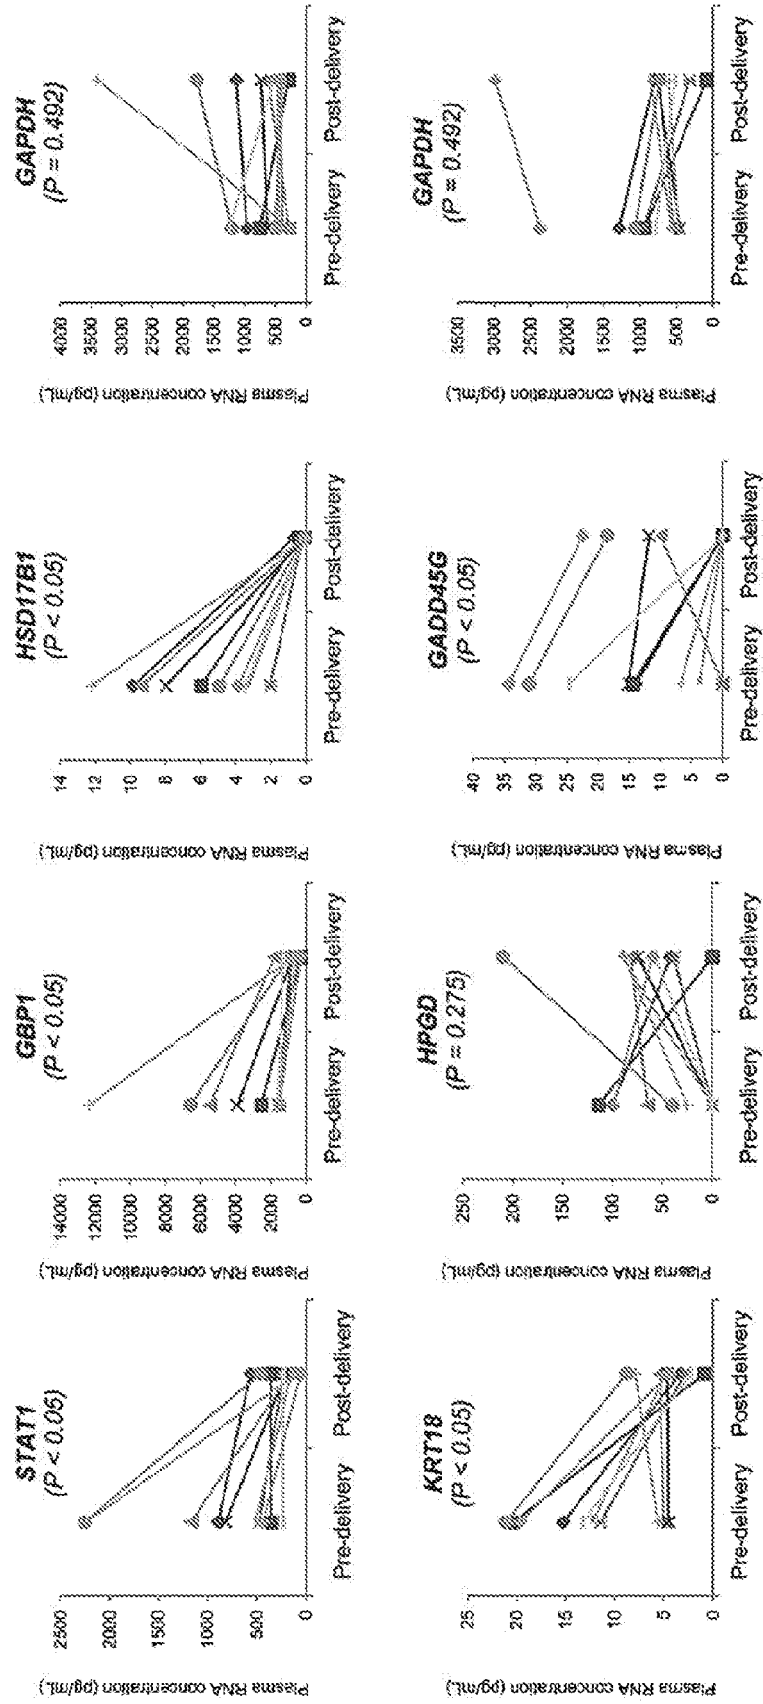 STAT1
(P < 0.05)
Plasma RNA concentration (pg/mL)
2500
2000
1500
1000
500
0
Pre-delivery Post-delivery
GBP1
(P < 0.05)
Plasma RNA concentration (pg/mL)
14000
12000
10000
8000
6000
4000
2000
0
Pre-delivery Post-delivery
HSD17B1
(P < 0.05)
Plasma RNA concentration (pg/mL)
14
12
10
8
6
4
2
0
Pre-delivery Post-delivery
GAPDH
(P = 0.492)
Plasma RNA concentration (pg/mL)
4000
3500
3000
2500
2000
1500
1000
500
0
Pre-delivery Post-delivery
KRT18
(P < 0.05)
Plasma RNA concentration (pg/mL)
25
20
15
10
5
0
Pre-delivery Post-delivery
HPGD
(P = 0.275)
Plasma RNA concentration (pg/mL)
250
200
150
100
50
0
Pre-delivery Post-delivery
GADD45G
(P < 0.05)
Plasma RNA concentration (pg/mL)
40
35
30
25
20
15
10
5
0
Pre-delivery Post-delivery
GAPDH
(P = 0.492)
Plasma RNA concentration (pg/mL)
3500
3000
2500
2000
1500
1000
500
0
Pre-delivery Post-delivery